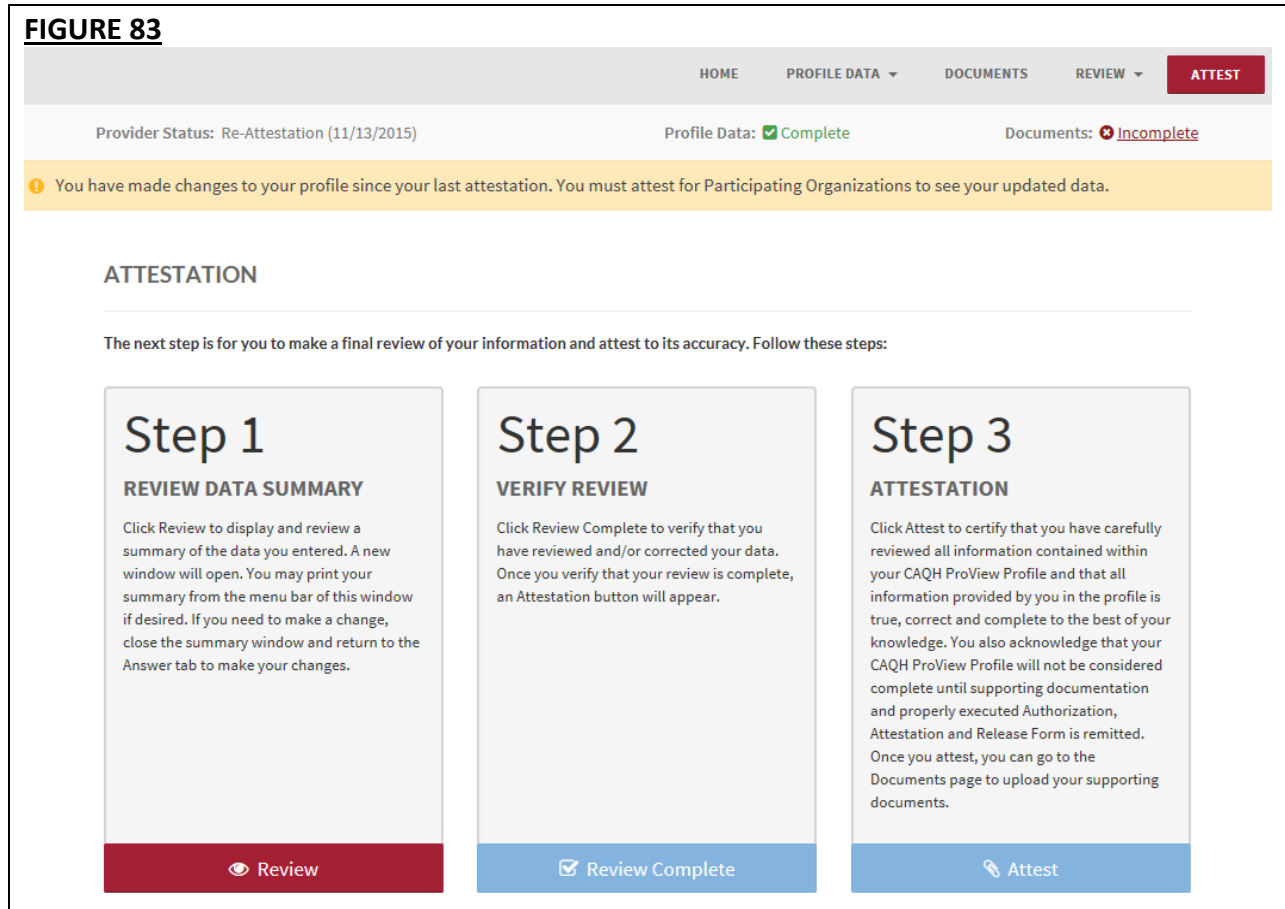 FIGURE 83
HOME PROFILE DATA DOCUMENTS REVIEW ATTEST
Provider Status: Re-Attestation (11/13/2015) Profile Data: Complete Documents: Incomplete
You have made changes to your profile since your last attestation. You must attest for Participating Organizations to see your updated data.
ATTESTATION
The next step is for you to make a final review of your information and attest to its accuracy. Follow these steps:
Step 1
REVIEW DATA SUMMARY
Click Review to display and review a
summary of the data you entered. A new
window will open. You may print your
summary from the menu bar of this window
if desired. If you need to make a change,
close the summary window and return to the
Answer tab to make your changes.
Review
Step 2
VERIFY REVIEW
Click Review Complete to verify that you
have reviewed and/or corrected your data.
Once you verify that your review is complete,
an Attestation button will appear.
Review Complete
Step 3
ATTESTATION
Click Attest to certify that you have carefully
reviewed all information contained within
your CAQH ProView Profile and that all
information provided by you in the profile is
true, correct and complete to the best of your
knowledge. You also acknowledge that your
CAQH ProView Profile will not be considered
complete until supporting documentation
and properly executed Authorization,
Attestation and Release Form is remitted.
Once you attest, you can go to the
Documents page to upload your supporting
documents.
Attest